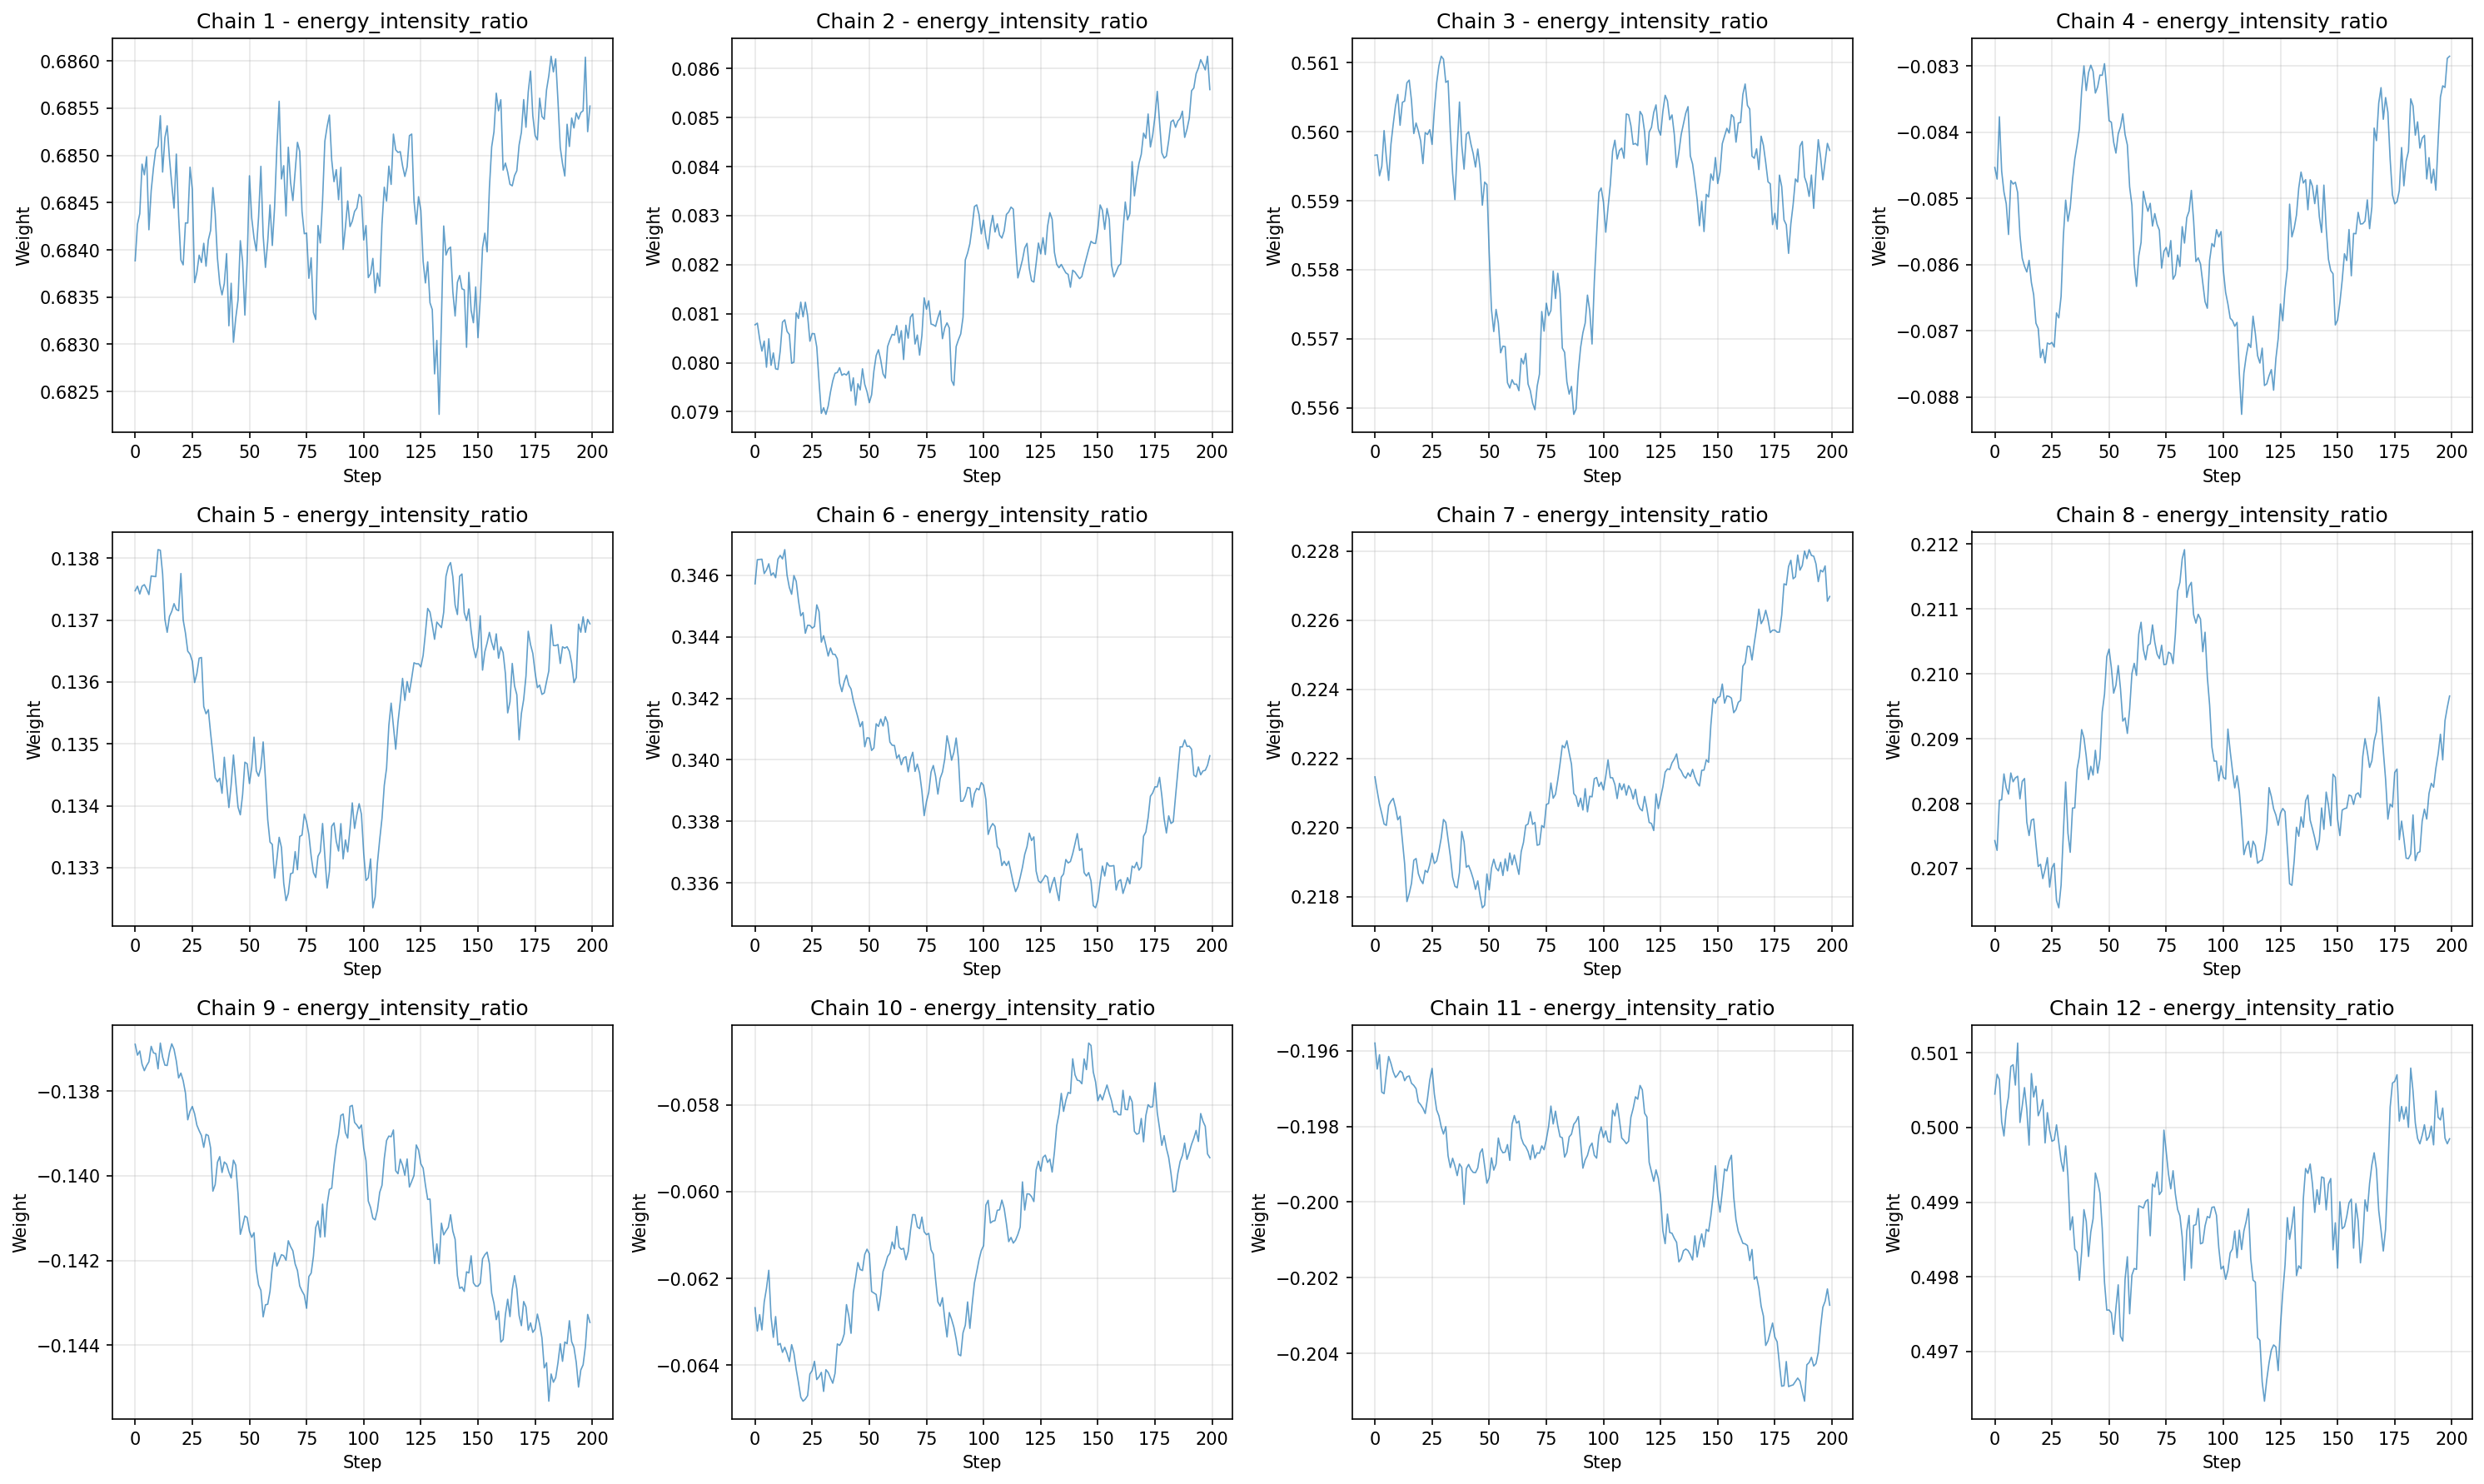 Chain 1 - energy_intensity_ratio
Weight
0.6860
0.6855
0.6850
0.6845
0.6840
0.6835
0.6830
0.6825
0 25 50 75 100 125 150 175 200
Step
Chain 2 - energy_intensity_ratio
Weight
0.086
0.085
0.084
0.083
0.082
0.081
0.080
0.079
0 25 50 75 100 125 150 175 200
Step
Chain 3 - energy_intensity_ratio
Weight
0.561
0.560
0.559
0.558
0.557
0.556
0 25 50 75 100 125 150 175 200
Step
Chain 4 - energy_intensity_ratio
Weight
−0.083
−0.084
−0.085
−0.086
−0.087
−0.088
0 25 50 75 100 125 150 175 200
Step
Chain 5 - energy_intensity_ratio
Weight
0.138
0.137
0.136
0.135
0.134
0.133
0 25 50 75 100 125 150 175 200
Step
Chain 6 - energy_intensity_ratio
Weight
0.346
0.344
0.342
0.340
0.338
0.336
0 25 50 75 100 125 150 175 200
Step
Chain 7 - energy_intensity_ratio
Weight
0.228
0.226
0.224
0.222
0.220
0.218
0 25 50 75 100 125 150 175 200
Step
Chain 8 - energy_intensity_ratio
Weight
0.212
0.211
0.210
0.209
0.208
0.207
0 25 50 75 100 125 150 175 200
Step
Chain 9 - energy_intensity_ratio
Weight
−0.138
−0.140
−0.142
−0.144
0 25 50 75 100 125 150 175 200
Step
Chain 10 - energy_intensity_ratio
Weight
−0.058
−0.060
−0.062
−0.064
0 25 50 75 100 125 150 175 200
Step
Chain 11 - energy_intensity_ratio
Weight
−0.196
−0.198
−0.200
−0.202
−0.204
0 25 50 75 100 125 150 175 200
Step
Chain 12 - energy_intensity_ratio
Weight
0.501
0.500
0.499
0.498
0.497
0 25 50 75 100 125 150 175 200
Step